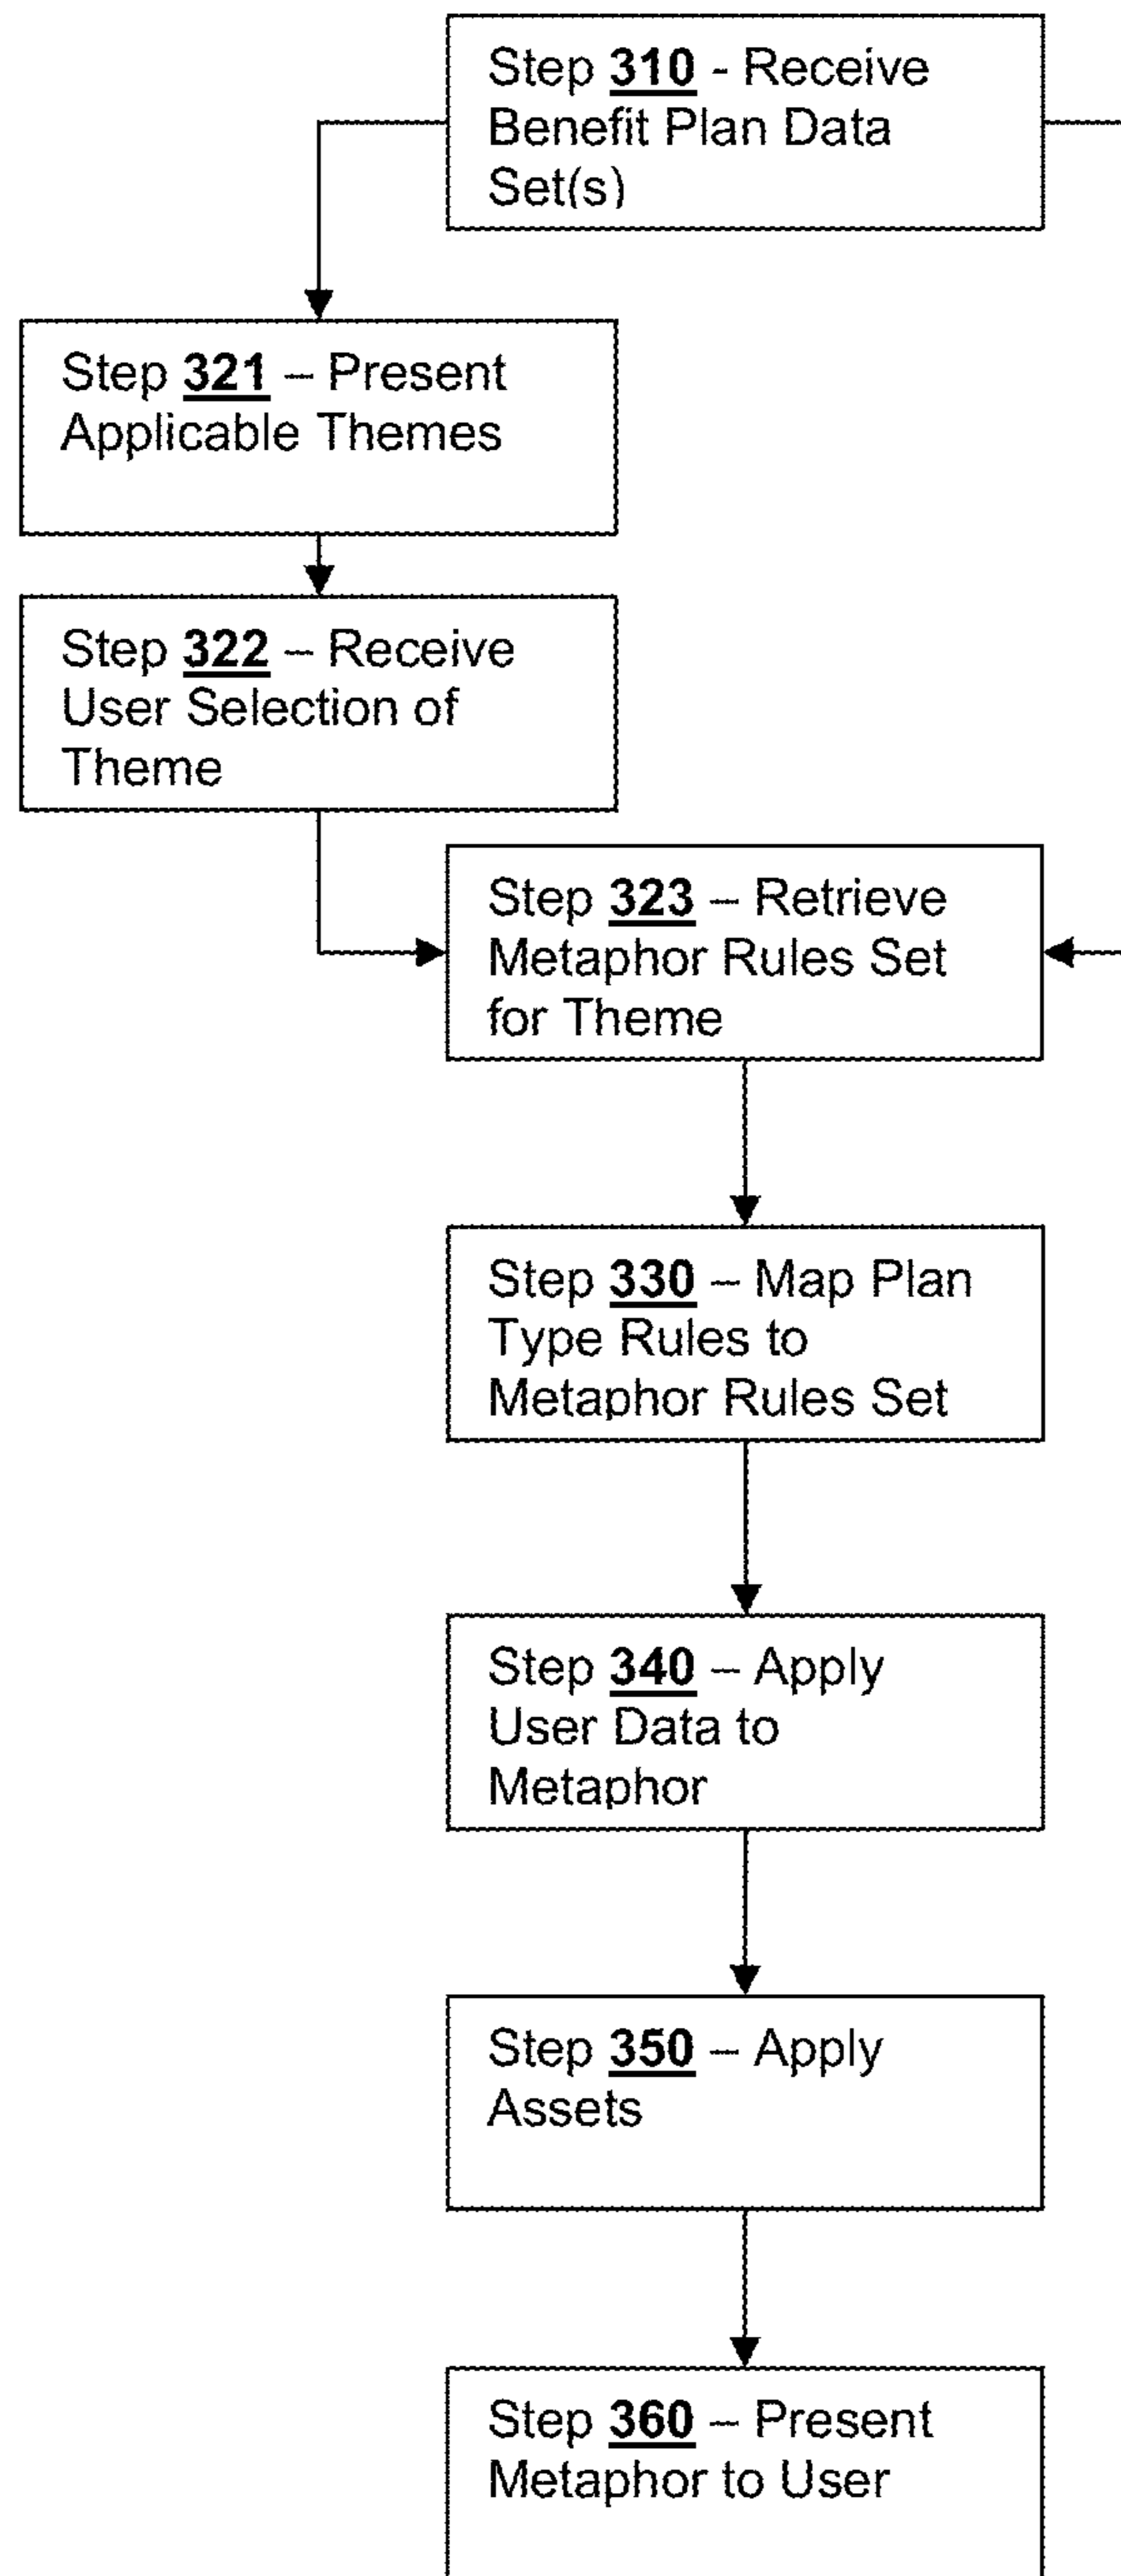 Step 310 - Receive
Benefit Plan Data
Set(s)
Step 321 – Present
Applicable Themes
Step 322 – Receive
User Selection of
Theme
Step 323 – Retrieve
Metaphor Rules Set
for Theme
Step 330 – Map Plan
Type Rules to
Metaphor Rules Set
Step 340 – Apply
User Data to
Metaphor
Step 350 – Apply
Assets
Step 360 – Present
Metaphor to User